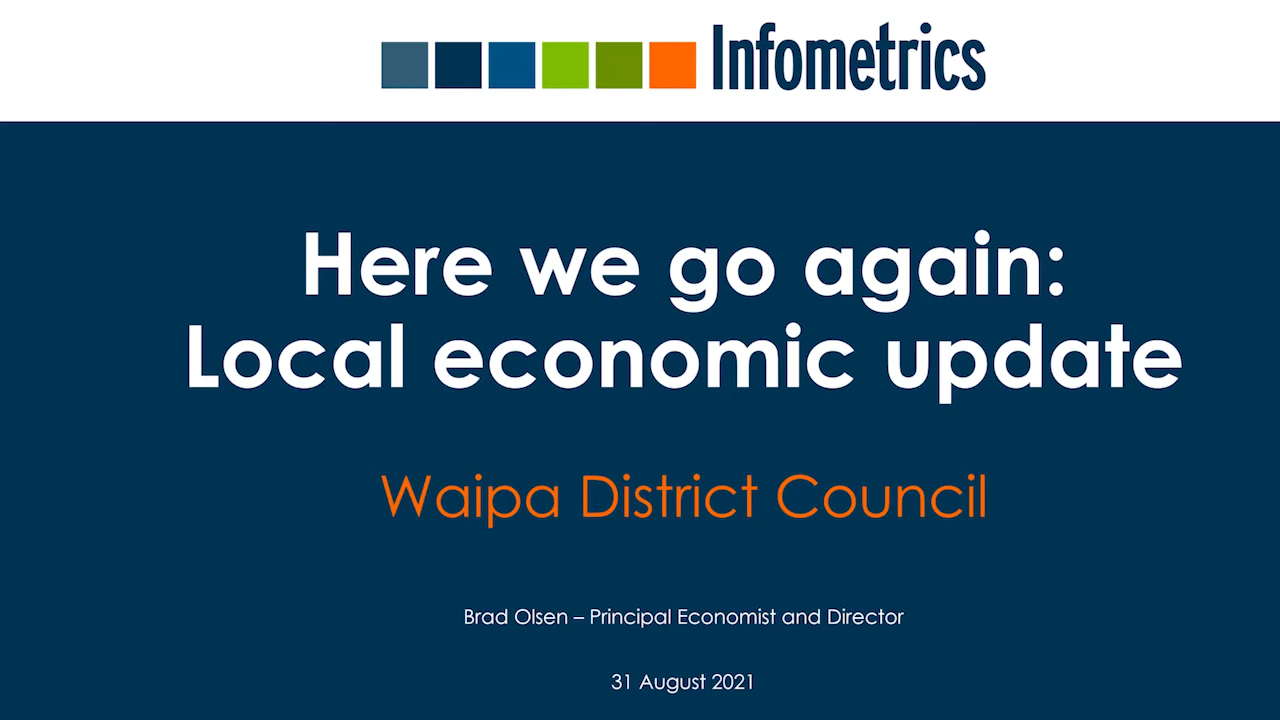 Infometrics
Here we go again:
Local economic update
Waipa District Council
Brad Olsen – Principal Economist and Director
31 August 2021